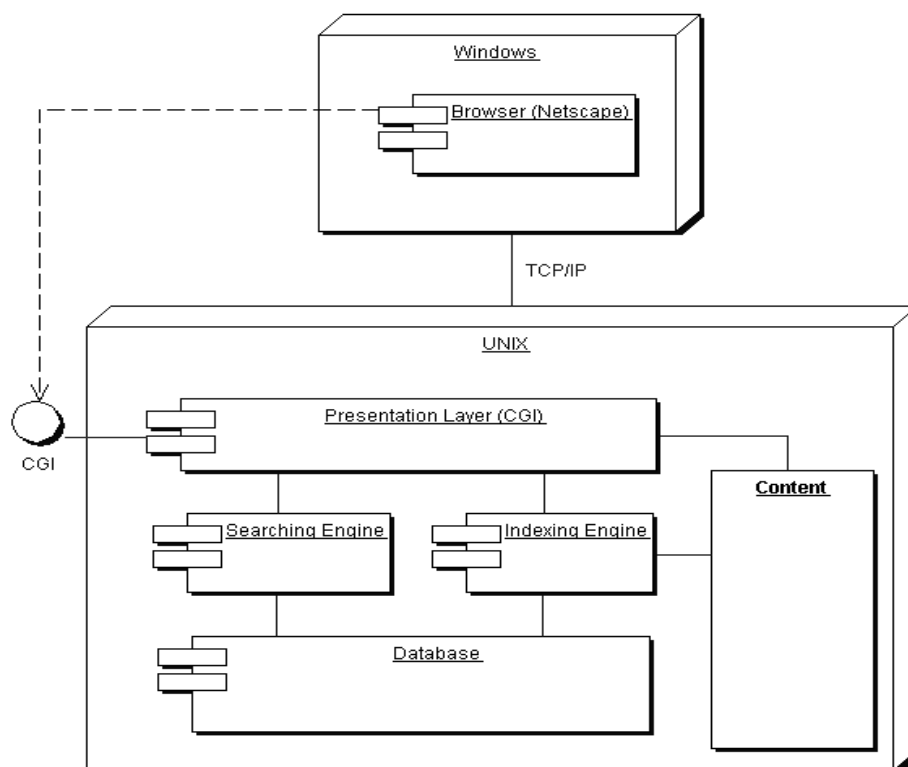 Windows
Browser (Netscape)
TCP/IP
UNIX
Presentation Layer (CGI)
CGI
Content
Searching Engine
Indexing Engine
Database